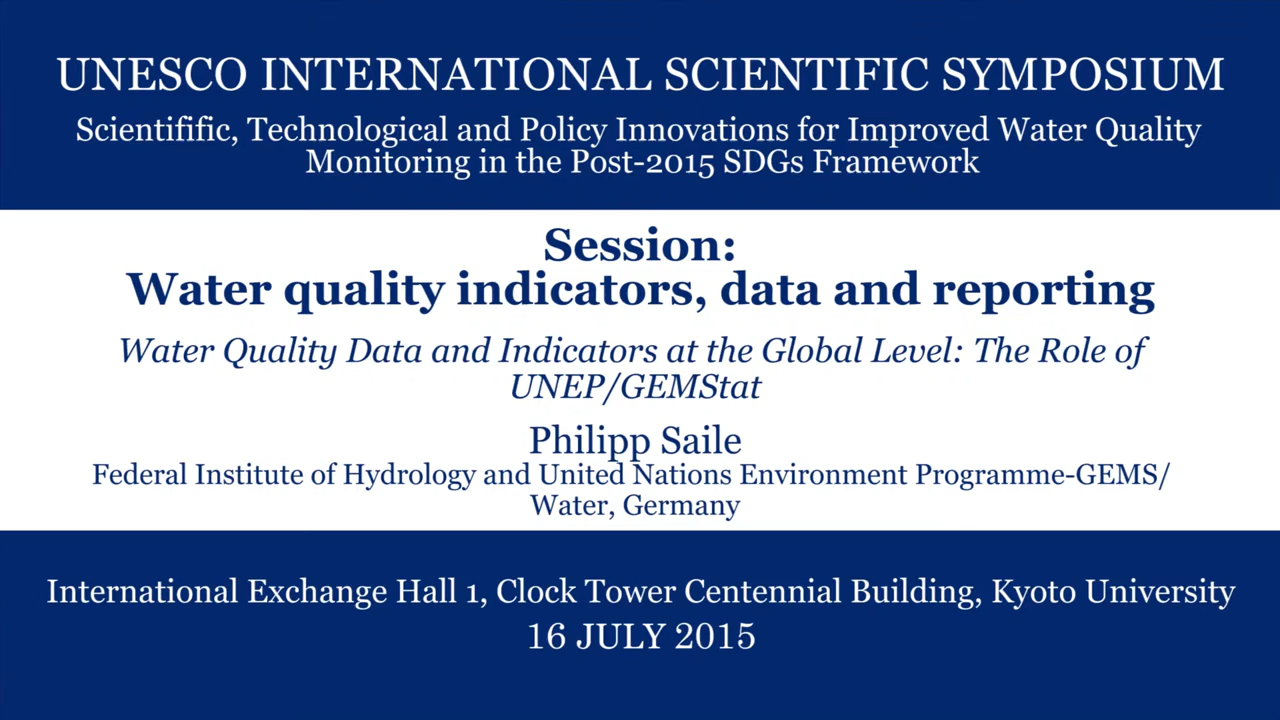 UNESCO INTERNATIONAL SCIENTIFIC SYMPOSIUM
Scientifific, Technological and Policy Innovations for Improved Water Quality
Monitoring in the Post-2015 SDGs Framework
Session:
Water quality indicators, data and reporting
Water Quality Data and Indicators at the Global Level: The Role of
UNEP/GEMStat
Philipp Saile
Federal Institute of Hydrology and United Nations Environment Programme-GEMS/
Water, Germany
International Exchange Hall 1, Clock Tower Centennial Building, Kyoto University
16 JULY 2015